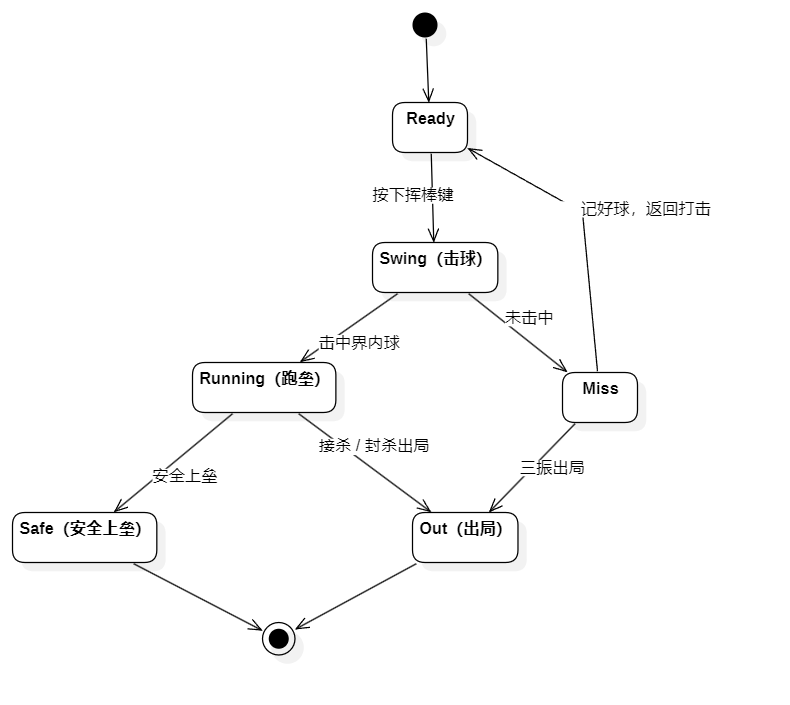 Ready
按下挥棒键
记好球，返回打击
Swing（击球）
未击中
击中界内球
Running（跑垒）
Miss
接杀 / 封杀出局
三振出局
安全上垒
Safe（安全上垒）
Out（出局）